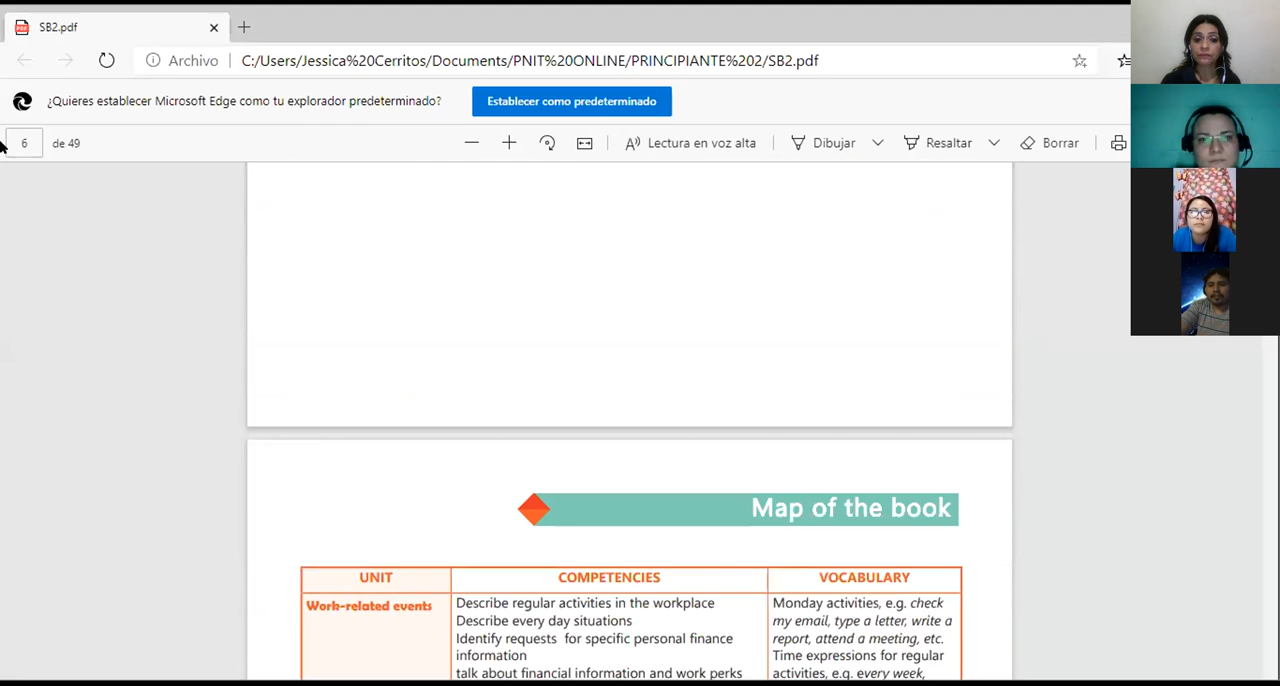 SB2.pdf
Archivo C:/Users/Jessica%20Cerritos/Documents/PNIT%20ONLINE/PRINCIPIANTE%202/SB2.pdf
¿Quieres establecer Microsoft Edge como tu explorador predeterminado? Establecer como predeterminado
6 de 49 Lectura en voz alta Dibujar Resaltar Borrar
Map of the book
UNIT COMPETENCIES VOCABULARY
Work-related events Describe regular activities in the workplace Monday activities, e.g. check
Describe every day situations my email, type a letter, write a
Identify requests for specific personal finance report, attend a meeting, etc.
information Time expressions for regular
talk about financial information and work perks activities, e.g. every week,